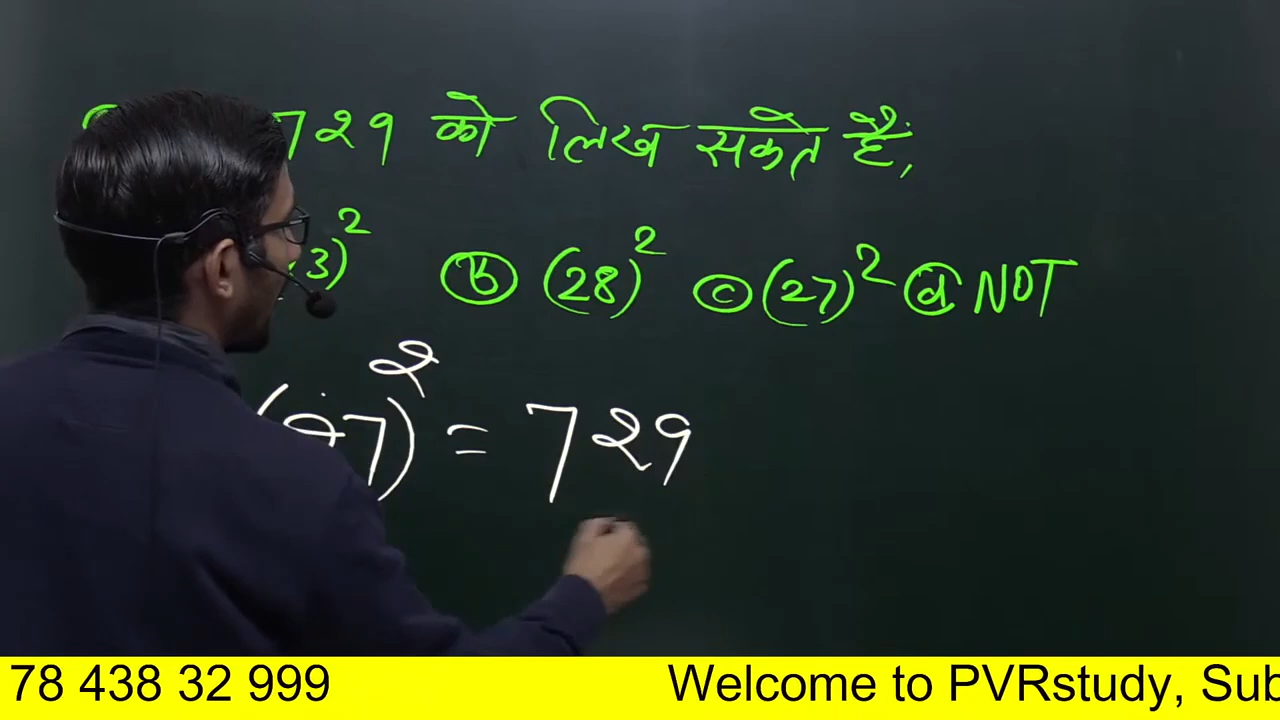 729 को लिख सकते हैं,
3)² (b) (28)² (c) (27)² (d) NOT
(27)² = 729
78 438 32 999 Welcome to PVRstudy, Sub